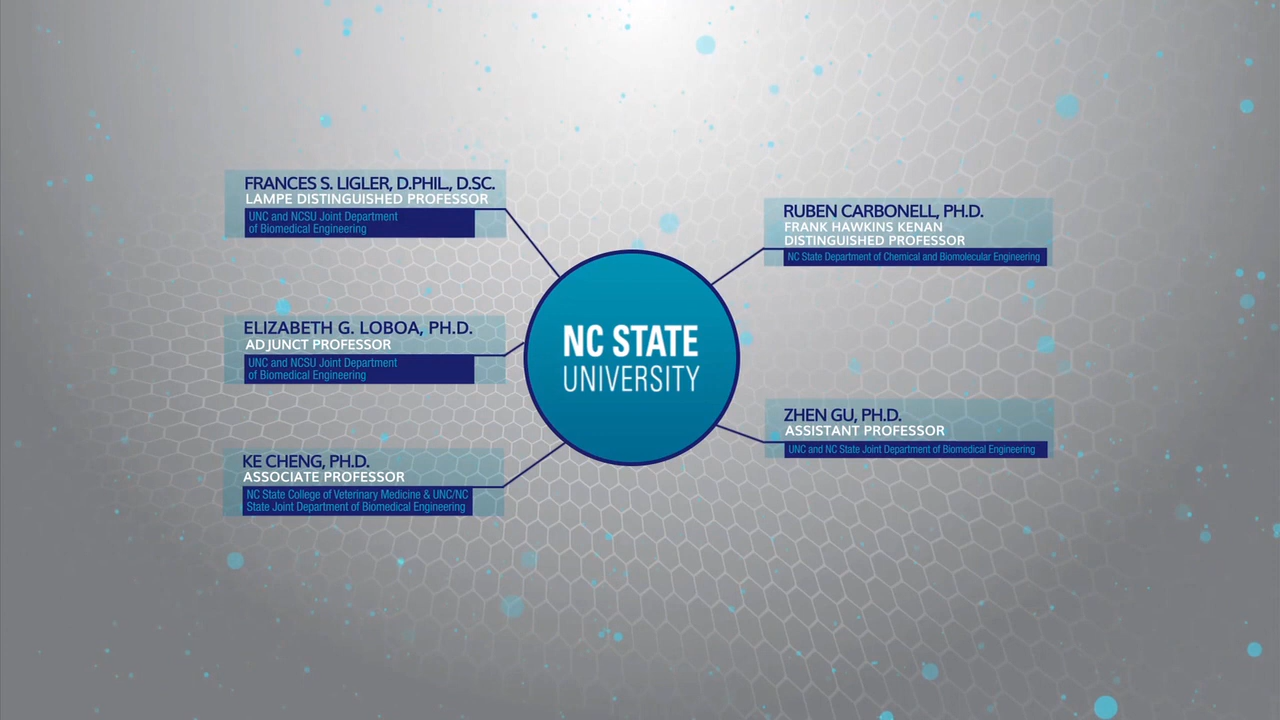 FRANCES S. LIGLER, D.PHIL., D.SC.
LAMPE DISTINGUISHED PROFESSOR
UNC and NCSU Joint Department
of Biomedical Engineering
ELIZABETH G. LOBOA, PH.D.
ADJUNCT PROFESSOR
UNC and NCSU Joint Department
of Biomedical Engineering
KE CHENG, PH.D.
ASSOCIATE PROFESSOR
NC State College of Veterinary Medicine & UNC/NC
State Joint Department of Biomedical Engineering
NC STATE
UNIVERSITY
RUBEN CARBONELL, PH.D.
FRANK HAWKINS KENAN
DISTINGUISHED PROFESSOR
NC State Department of Chemical and Biomolecular Engineering
ZHEN GU, PH.D.
ASSISTANT PROFESSOR
UNC and NC State Joint Department of Biomedical Engineering